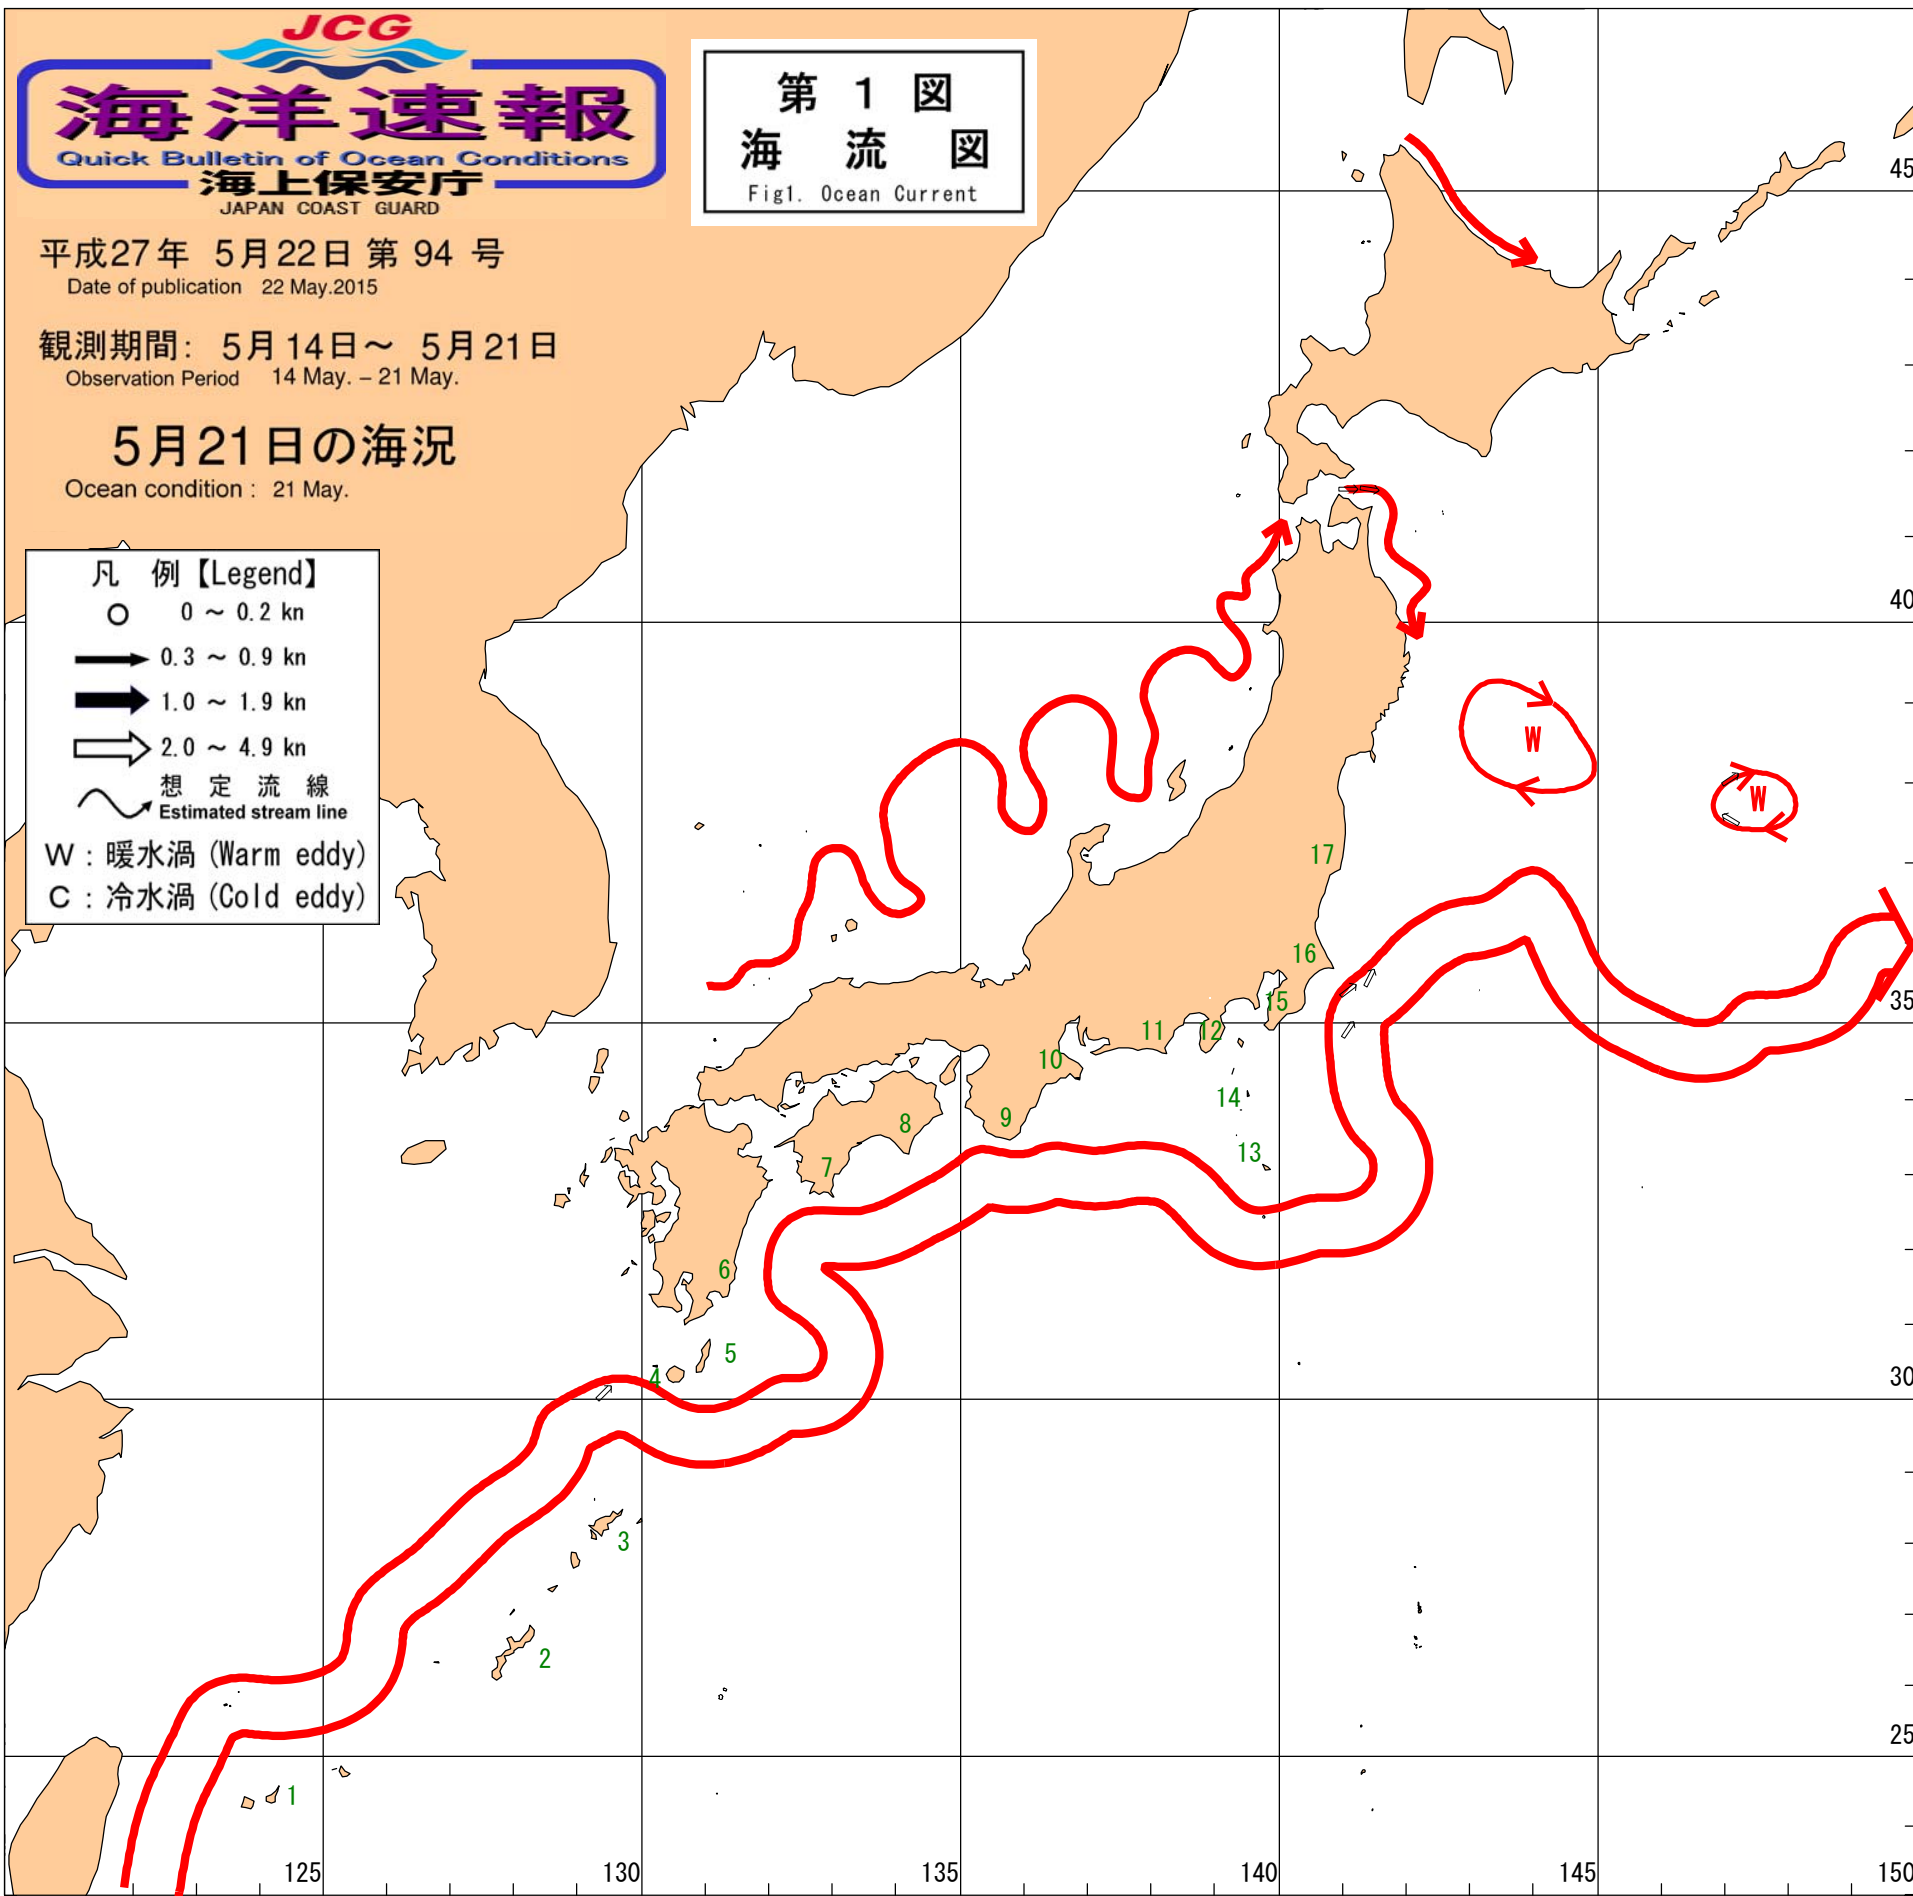 JCG
海洋速報
Quick Bulletin of Ocean Conditions
海上保安庁
JAPAN COAST GUARD
平成27年 5月22日 第 94 号
Date of publication 22 May.2015
観測期間: 5月14日～ 5月21日
Observation Period 14 May. – 21 May.
5月21日の海況
Ocean condition : 21 May.
第 1 図
海 流 図
Fig1. Ocean Current
凡 例【Legend】
0 ～ 0.2 kn
0.3 ～ 0.9 kn
1.0 ～ 1.9 kn
2.0 ～ 4.9 kn
想 定 流 線
Estimated stream line
W : 暖水渦 (Warm eddy)
C : 冷水渦 (Cold eddy)
45
40
W
W
17
16
35
15
12
11
10
14
9
8
13
7
6
5
4
30
3
2
25
1
125
130
135
140
145
150